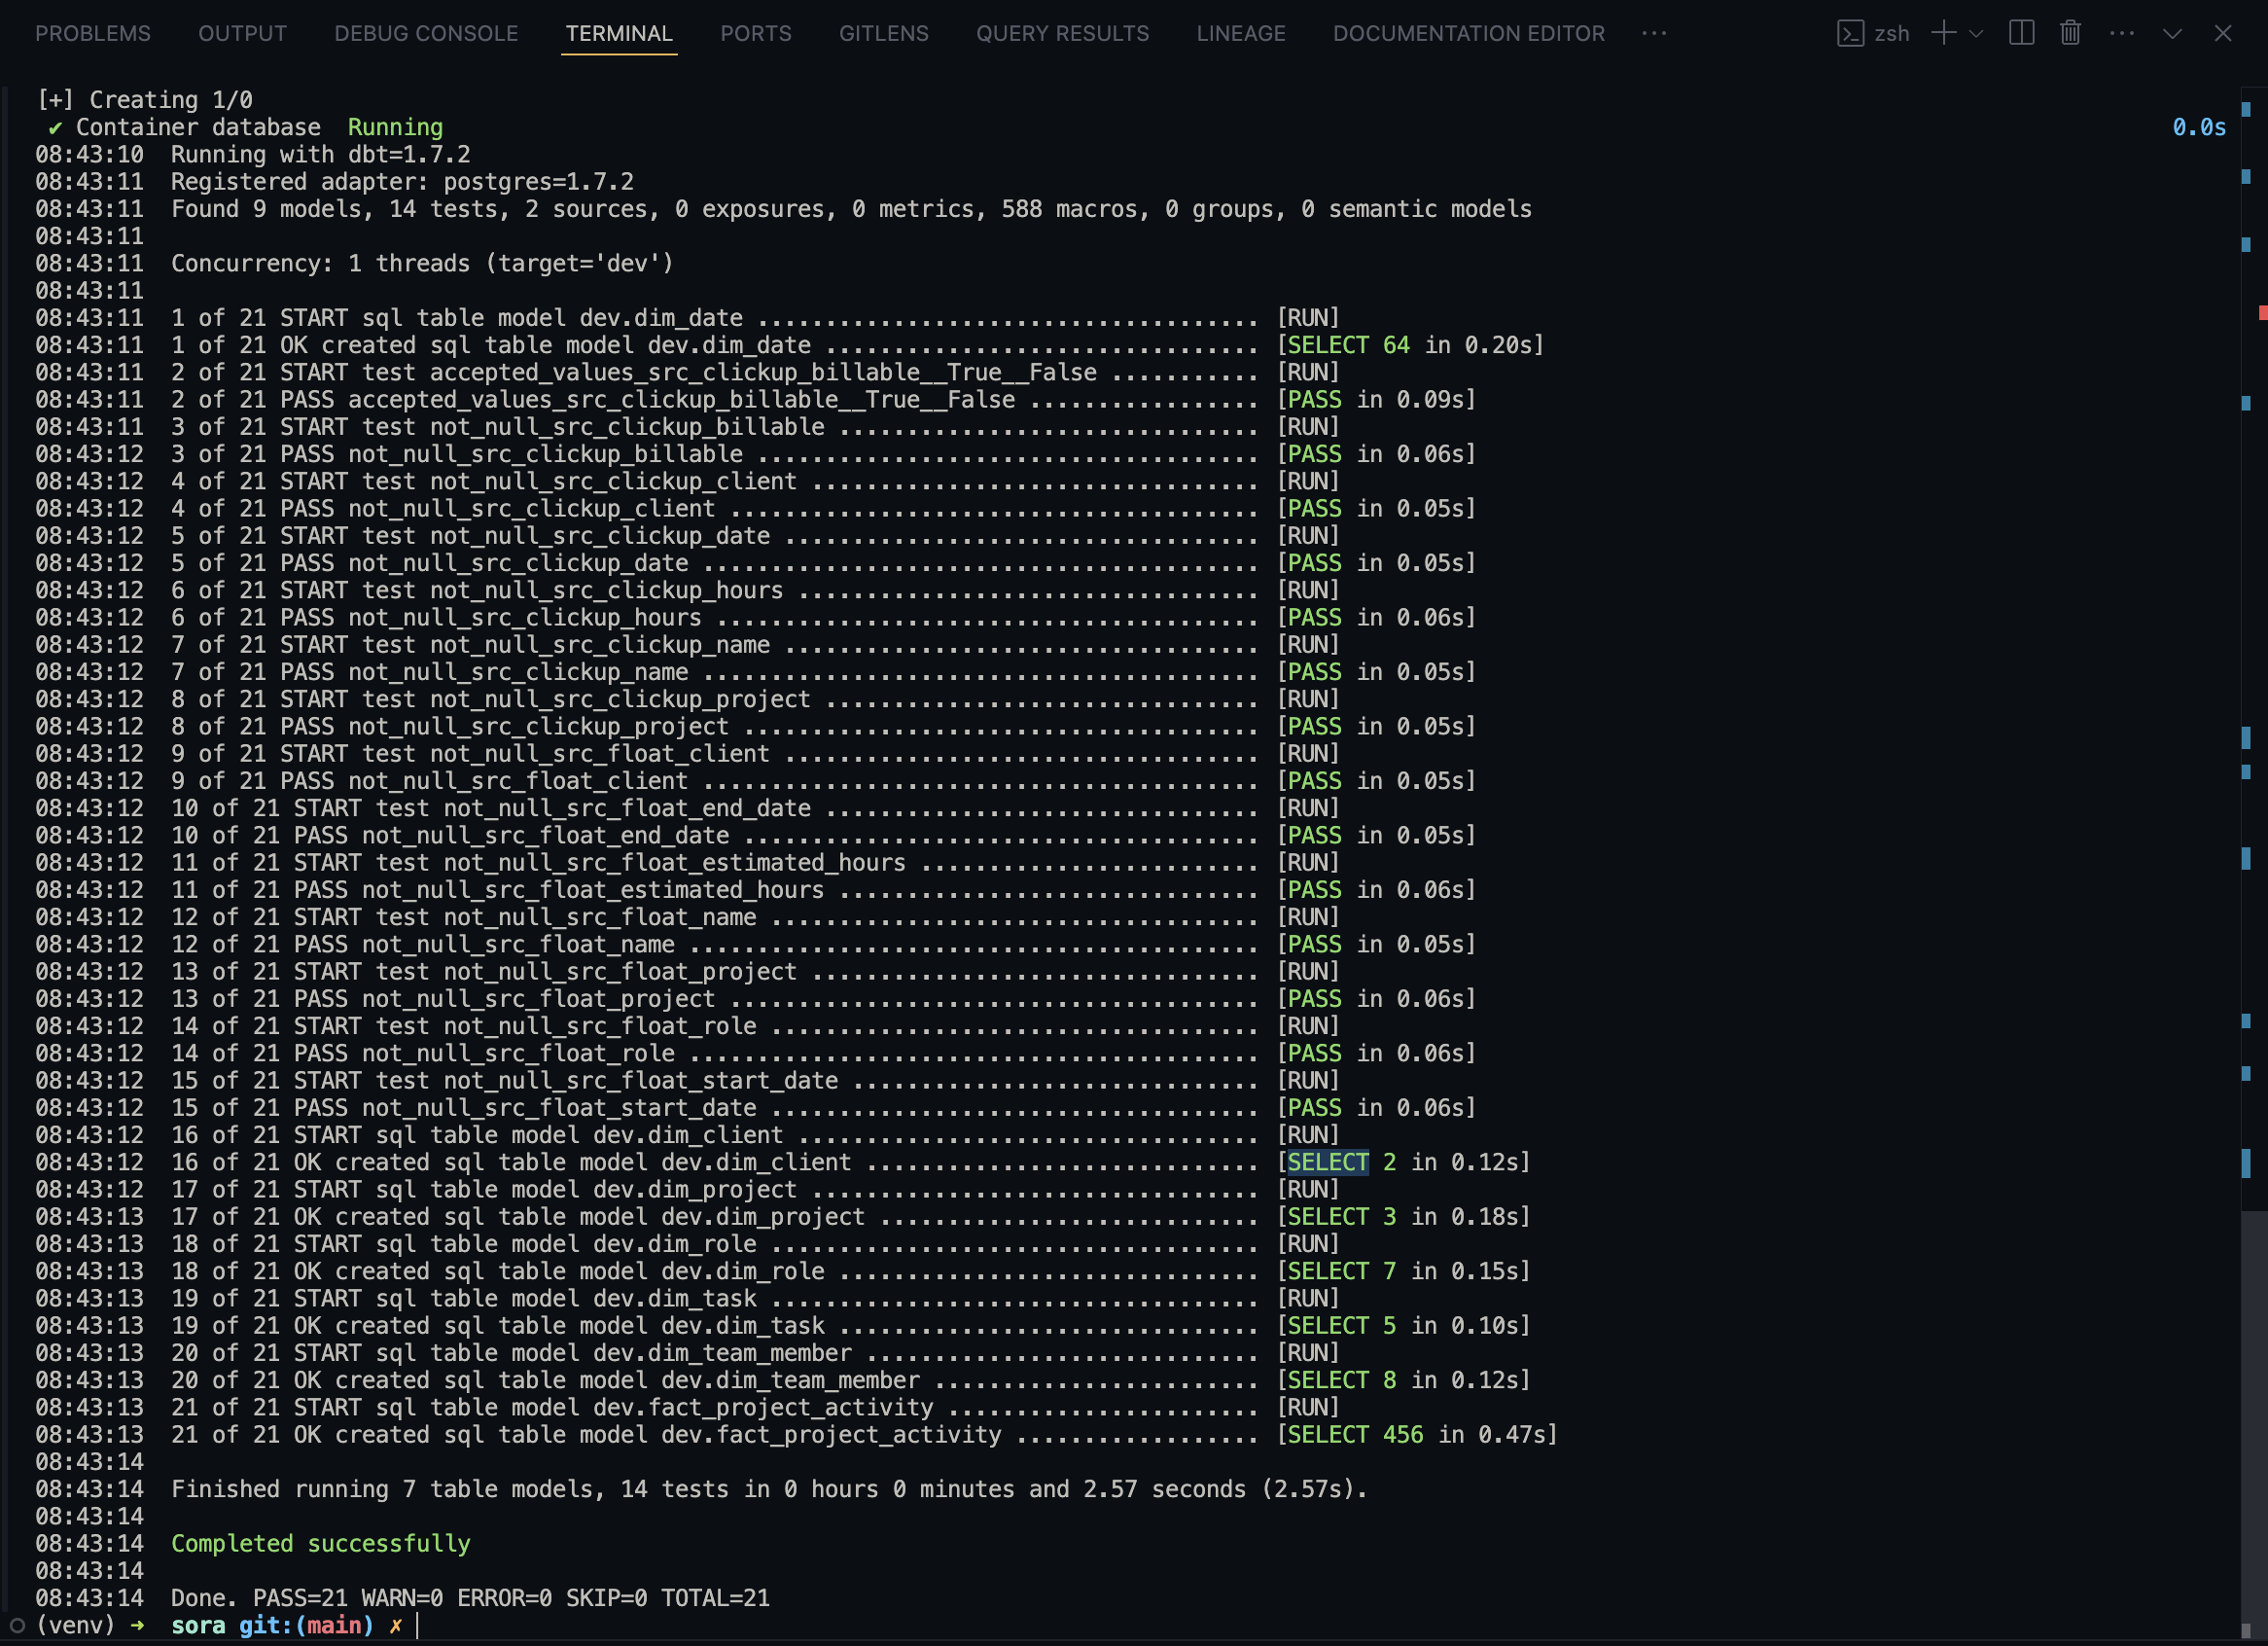 PROBLEMS OUTPUT DEBUG CONSOLE TERMINAL PORTS GITLENS QUERY RESULTS LINEAGE DOCUMENTATION EDITOR ··· zsh ···
[+] Creating 1/0
✔ Container database  Running 0.0s
08:43:10  Running with dbt=1.7.2
08:43:11  Registered adapter: postgres=1.7.2
08:43:11  Found 9 models, 14 tests, 2 sources, 0 exposures, 0 metrics, 588 macros, 0 groups, 0 semantic models
08:43:11
08:43:11  Concurrency: 1 threads (target='dev')
08:43:11
08:43:11  1 of 21 START sql table model dev.dim_date ..................................... [RUN]
08:43:11  1 of 21 OK created sql table model dev.dim_date ................................ [SELECT 64 in 0.20s]
08:43:11  2 of 21 START test accepted_values_src_clickup_billable__True__False ........... [RUN]
08:43:11  2 of 21 PASS accepted_values_src_clickup_billable__True__False ................. [PASS in 0.09s]
08:43:11  3 of 21 START test not_null_src_clickup_billable ............................... [RUN]
08:43:12  3 of 21 PASS not_null_src_clickup_billable ..................................... [PASS in 0.06s]
08:43:12  4 of 21 START test not_null_src_clickup_client ................................. [RUN]
08:43:12  4 of 21 PASS not_null_src_clickup_client ....................................... [PASS in 0.05s]
08:43:12  5 of 21 START test not_null_src_clickup_date ................................... [RUN]
08:43:12  5 of 21 PASS not_null_src_clickup_date ......................................... [PASS in 0.05s]
08:43:12  6 of 21 START test not_null_src_clickup_hours .................................. [RUN]
08:43:12  6 of 21 PASS not_null_src_clickup_hours ........................................ [PASS in 0.06s]
08:43:12  7 of 21 START test not_null_src_clickup_name ................................... [RUN]
08:43:12  7 of 21 PASS not_null_src_clickup_name ......................................... [PASS in 0.05s]
08:43:12  8 of 21 START test not_null_src_clickup_project ................................ [RUN]
08:43:12  8 of 21 PASS not_null_src_clickup_project ...................................... [PASS in 0.05s]
08:43:12  9 of 21 START test not_null_src_float_client ................................... [RUN]
08:43:12  9 of 21 PASS not_null_src_float_client ......................................... [PASS in 0.05s]
08:43:12  10 of 21 START test not_null_src_float_end_date ................................ [RUN]
08:43:12  10 of 21 PASS not_null_src_float_end_date ...................................... [PASS in 0.05s]
08:43:12  11 of 21 START test not_null_src_float_estimated_hours ......................... [RUN]
08:43:12  11 of 21 PASS not_null_src_float_estimated_hours ............................... [PASS in 0.06s]
08:43:12  12 of 21 START test not_null_src_float_name .................................... [RUN]
08:43:12  12 of 21 PASS not_null_src_float_name .......................................... [PASS in 0.05s]
08:43:12  13 of 21 START test not_null_src_float_project ................................. [RUN]
08:43:12  13 of 21 PASS not_null_src_float_project ....................................... [PASS in 0.06s]
08:43:12  14 of 21 START test not_null_src_float_role .................................... [RUN]
08:43:12  14 of 21 PASS not_null_src_float_role .......................................... [PASS in 0.06s]
08:43:12  15 of 21 START test not_null_src_float_start_date .............................. [RUN]
08:43:12  15 of 21 PASS not_null_src_float_start_date .................................... [PASS in 0.06s]
08:43:12  16 of 21 START sql table model dev.dim_client .................................. [RUN]
08:43:12  16 of 21 OK created sql table model dev.dim_client ............................. [SELECT 2 in 0.12s]
08:43:12  17 of 21 START sql table model dev.dim_project ................................. [RUN]
08:43:13  17 of 21 OK created sql table model dev.dim_project ............................ [SELECT 3 in 0.18s]
08:43:13  18 of 21 START sql table model dev.dim_role .................................... [RUN]
08:43:13  18 of 21 OK created sql table model dev.dim_role ............................... [SELECT 7 in 0.15s]
08:43:13  19 of 21 START sql table model dev.dim_task .................................... [RUN]
08:43:13  19 of 21 OK created sql table model dev.dim_task ............................... [SELECT 5 in 0.10s]
08:43:13  20 of 21 START sql table model dev.dim_team_member ............................. [RUN]
08:43:13  20 of 21 OK created sql table model dev.dim_team_member ........................ [SELECT 8 in 0.12s]
08:43:13  21 of 21 START sql table model dev.fact_project_activity ....................... [RUN]
08:43:13  21 of 21 OK created sql table model dev.fact_project_activity .................. [SELECT 456 in 0.47s]
08:43:14
08:43:14  Finished running 7 table models, 14 tests in 0 hours 0 minutes and 2.57 seconds (2.57s).
08:43:14
08:43:14  Completed successfully
08:43:14
08:43:14  Done. PASS=21 WARN=0 ERROR=0 SKIP=0 TOTAL=21
(venv) ➜  sora git:(main) ✗